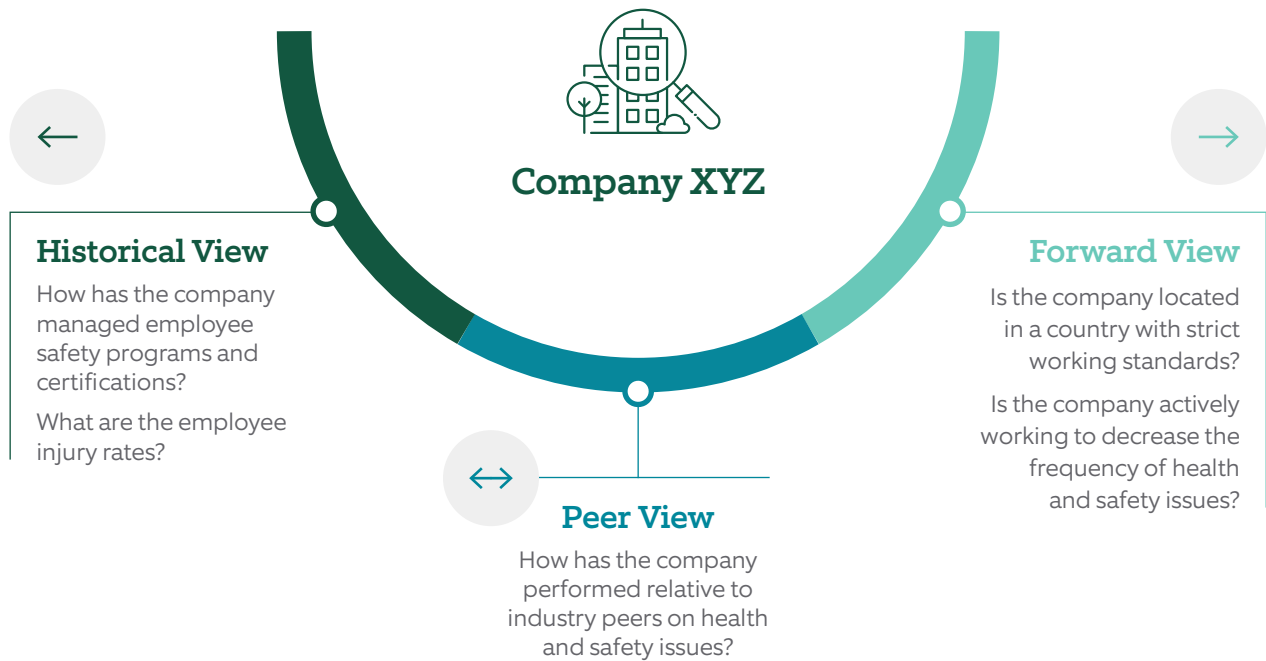 Company XYZ
Historical View
How has the company
managed employee
safety programs and
certifications?
What are the employee
injury rates?
Peer View
How has the company
performed relative to
industry peers on health
and safety issues?
Forward View
Is the company located
in a country with strict
working standards?
Is the company actively
working to decrease the
frequency of health
and safety issues?